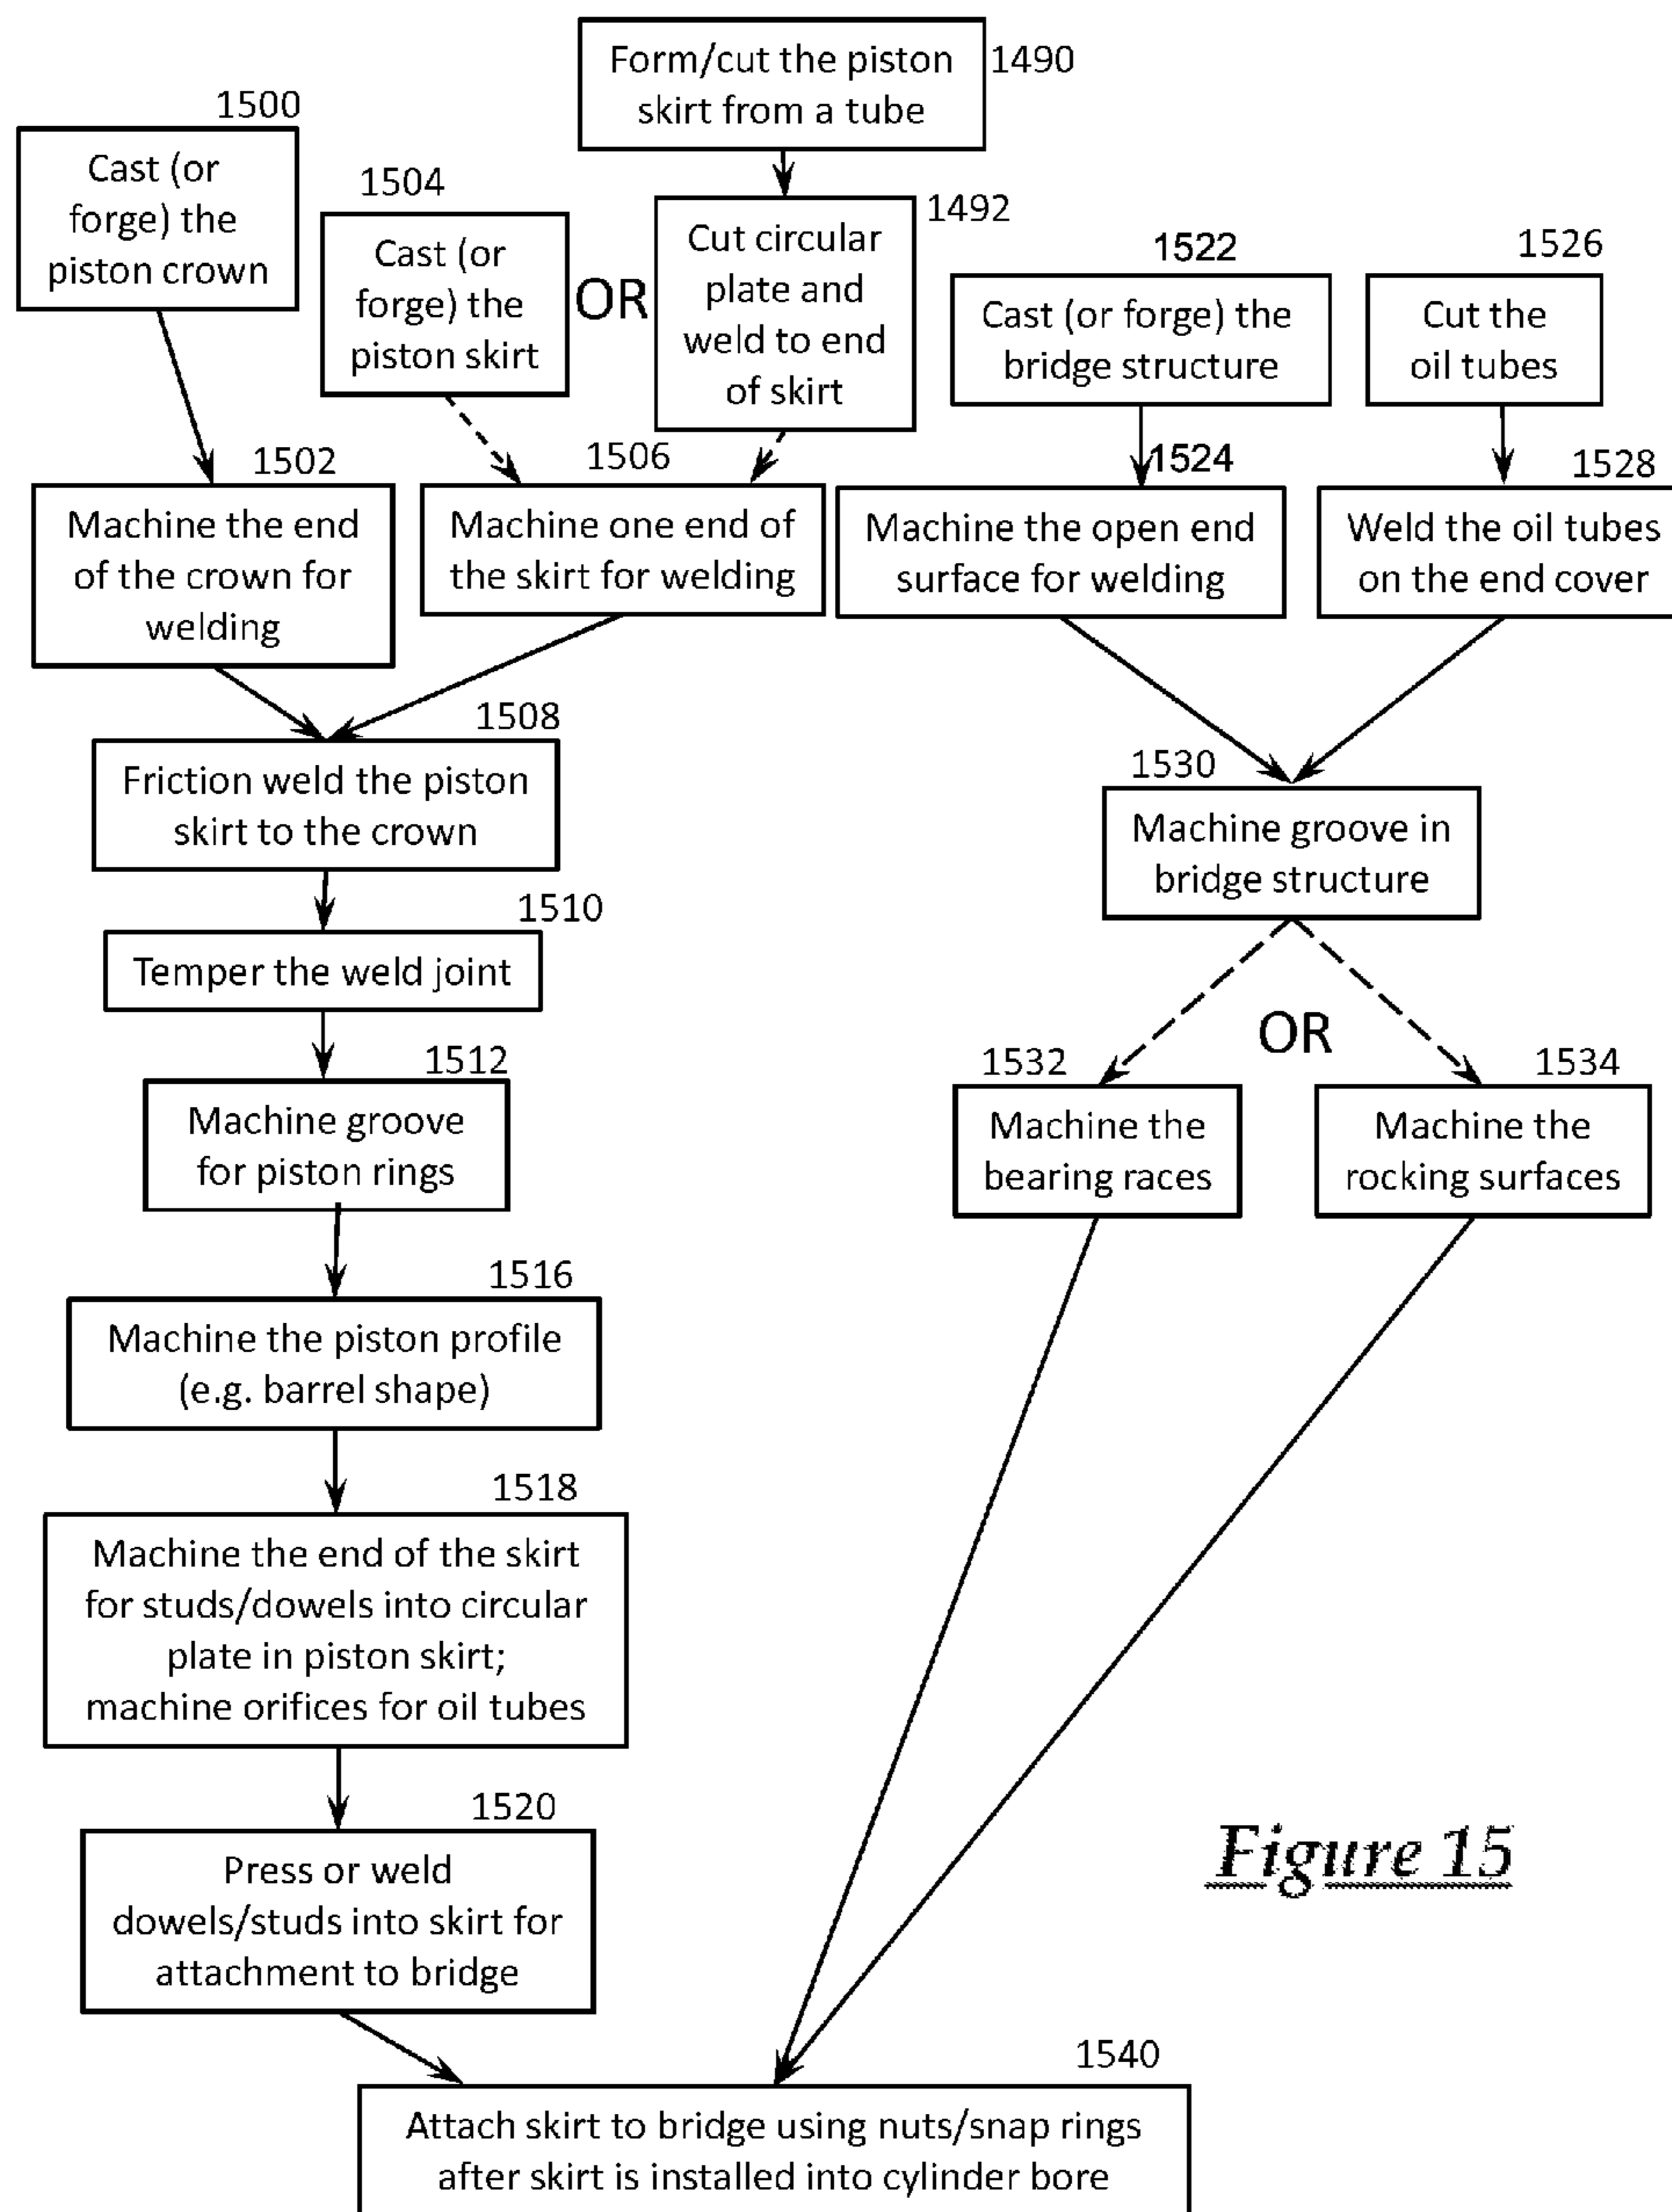 1490
Form/cut the piston
skirt from a tube
1500
Cast (or
forge) the
piston crown
1504
Cast (or
forge) the
piston skirt
OR
1492
Cut circular
plate and
weld to end
of skirt
1522
Cast (or forge) the
bridge structure
1526
Cut the
oil tubes
1502
Machine the end
of the crown for
welding
1506
Machine one end of
the skirt for welding
1524
Machine the open end
surface for welding
1528
Weld the oil tubes
on the end cover
1508
Friction weld the piston
skirt to the crown
1530
Machine groove in
bridge structure
1510
Temper the weld joint
OR
1512
Machine groove
for piston rings
1532
Machine the
bearing races
1534
Machine the
rocking surfaces
1516
Machine the piston profile
(e.g. barrel shape)
1518
Machine the end of the skirt
for studs/dowels into circular
plate in piston skirt;
machine orifices for oil tubes
1520
Press or weld
dowels/studs into skirt for
attachment to bridge
Figure 15
1540
Attach skirt to bridge using nuts/snap rings
after skirt is installed into cylinder bore